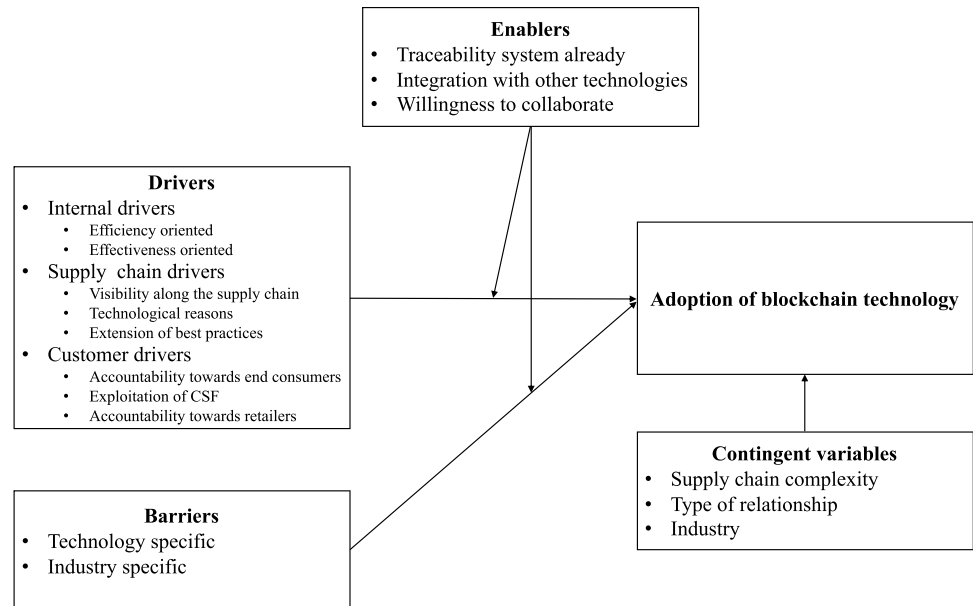 Enablers
• Traceability system already
• Integration with other technologies
• Willingness to collaborate
Drivers
• Internal drivers
• Efficiency oriented
• Effectiveness oriented
• Supply chain drivers
• Visibility along the supply chain
• Technological reasons
• Extension of best practices
• Customer drivers
• Accountability towards end consumers
• Exploitation of CSF
• Accountability towards retailers
Adoption of blockchain technology
Contingent variables
• Supply chain complexity
• Type of relationship
• Industry
Barriers
• Technology specific
• Industry specific